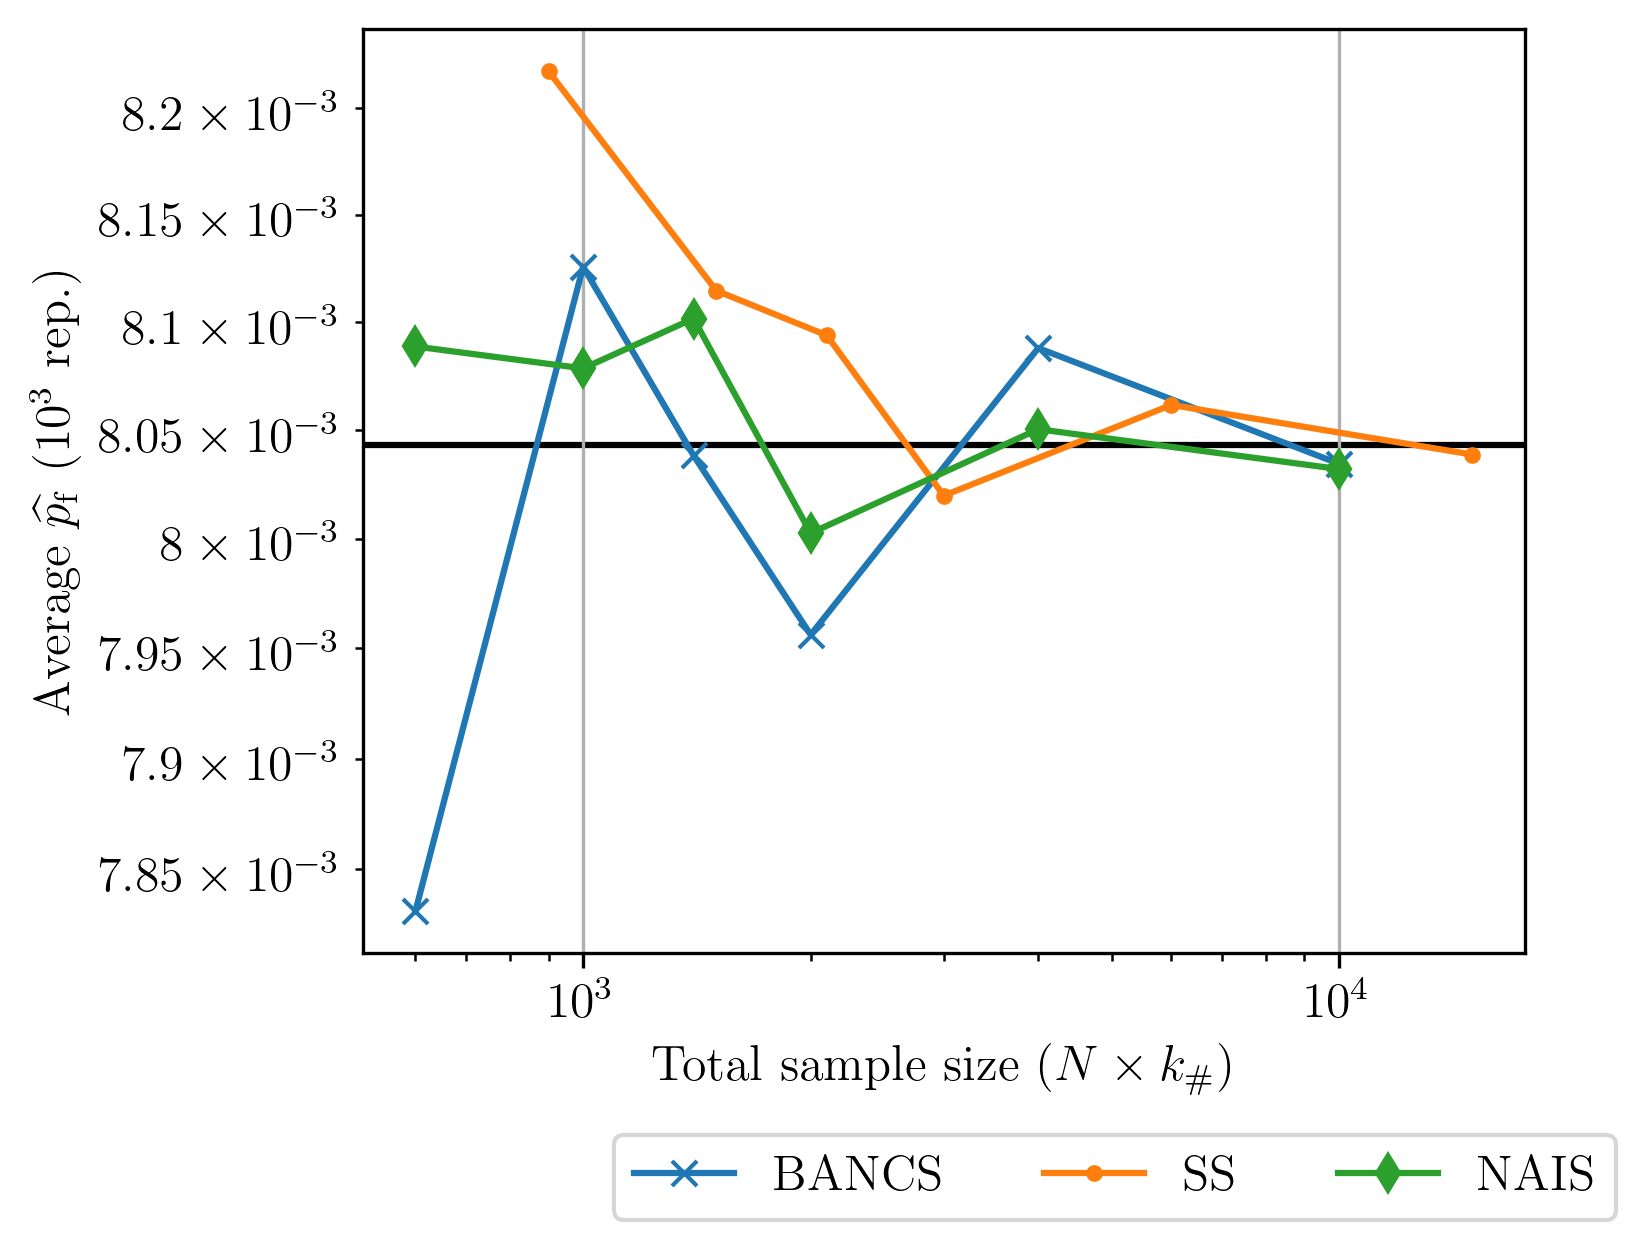 8.2 × 10⁻³
8.15 × 10⁻³
8.1 × 10⁻³
8.05 × 10⁻³
8 × 10⁻³
7.95 × 10⁻³
7.9 × 10⁻³
7.85 × 10⁻³
Average p̂_f (10³ rep.)
10³ 10⁴
Total sample size (N × k_#)
BANCS SS NAIS